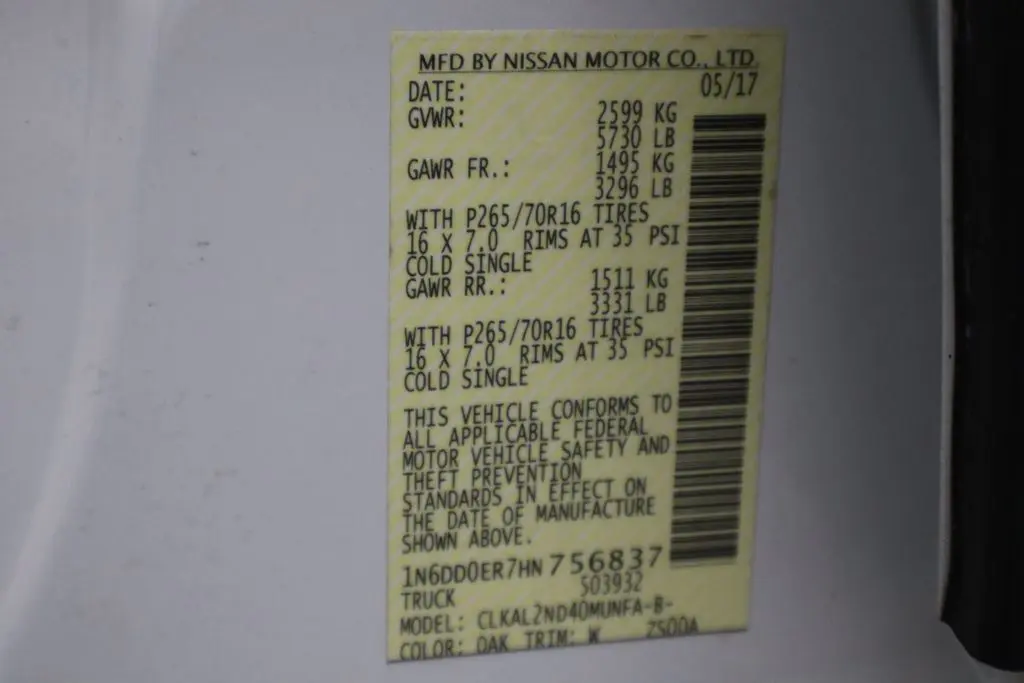 MFD BY NISSAN MOTOR CO., LTD.
DATE: 05/17
GVWR: 2599 KG
5730 LB
GAWR FR.: 1495 KG
3296 LB
WITH P265/70R16 TIRES
16 X 7.0 RIMS AT 35 PSI
COLD SINGLE
GAWR RR.: 1511 KG
3331 LB
WITH P265/70R16 TIRES
16 X 7.0 RIMS AT 35 PSI
COLD SINGLE
THIS VEHICLE CONFORMS TO
ALL APPLICABLE FEDERAL
MOTOR VEHICLE SAFETY AND
THEFT PREVENTION
STANDARDS IN EFFECT ON
THE DATE OF MANUFACTURE
SHOWN ABOVE.
1N6DD0ER7HN756837
TRUCK 503932
MODEL: CLKAL2ND40MUNFA-B-
COLOR: QAK TRIM: W